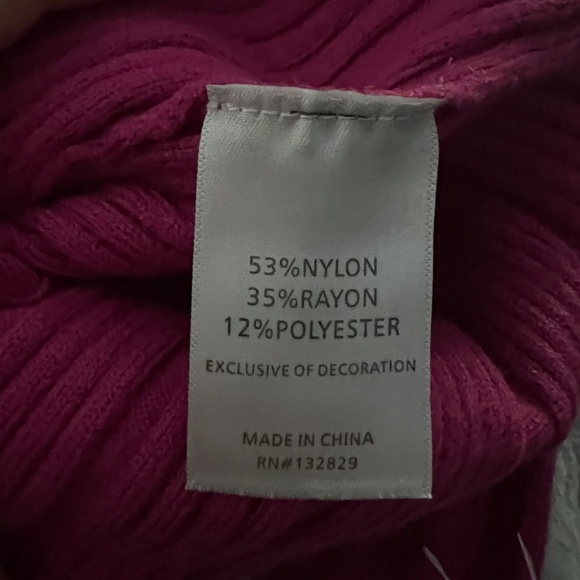 53%NYLON
35%RAYON
12%POLYESTER
EXCLUSIVE OF DECORATION
MADE IN CHINA
RN#132829